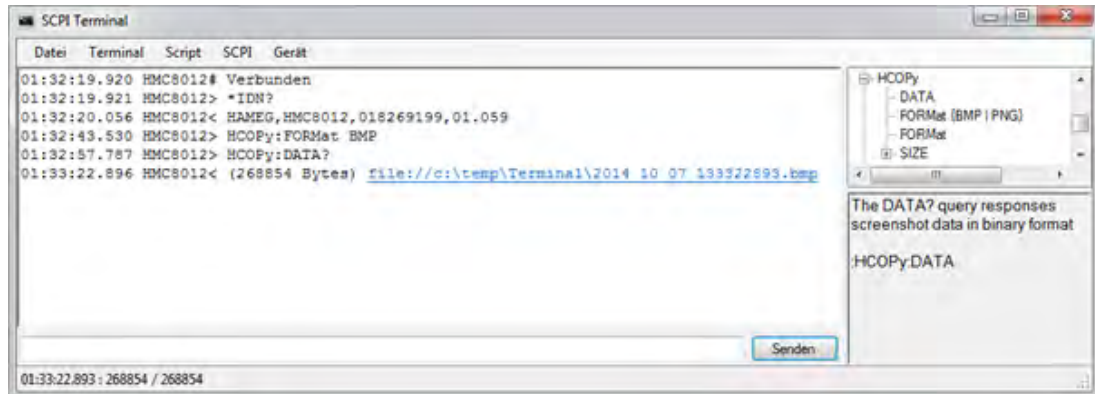 SCPI Terminal
Datei Terminal Script SCPI Gerät
01:32:19.920 HMC8012# Verbunden
01:32:19.921 HMC8012> *IDN?
01:32:20.056 HMC8012< HAMEG,HMC8012,018269199,01.059
01:32:43.530 HMC8012> HCOPy:FORMat BMP
01:32:57.787 HMC8012> HCOPy:DATA?
01:33:22.896 HMC8012< (268854 Bytes) file://c:\temp\Terminal\2014_10_07_133322893.bmp
HCOPy
DATA
FORMat {BMP | PNG}
FORMat
SIZE
The DATA? query responses
screenshot data in binary format
:HCOPy:DATA
Senden
01:33:22.893 : 268854 / 268854